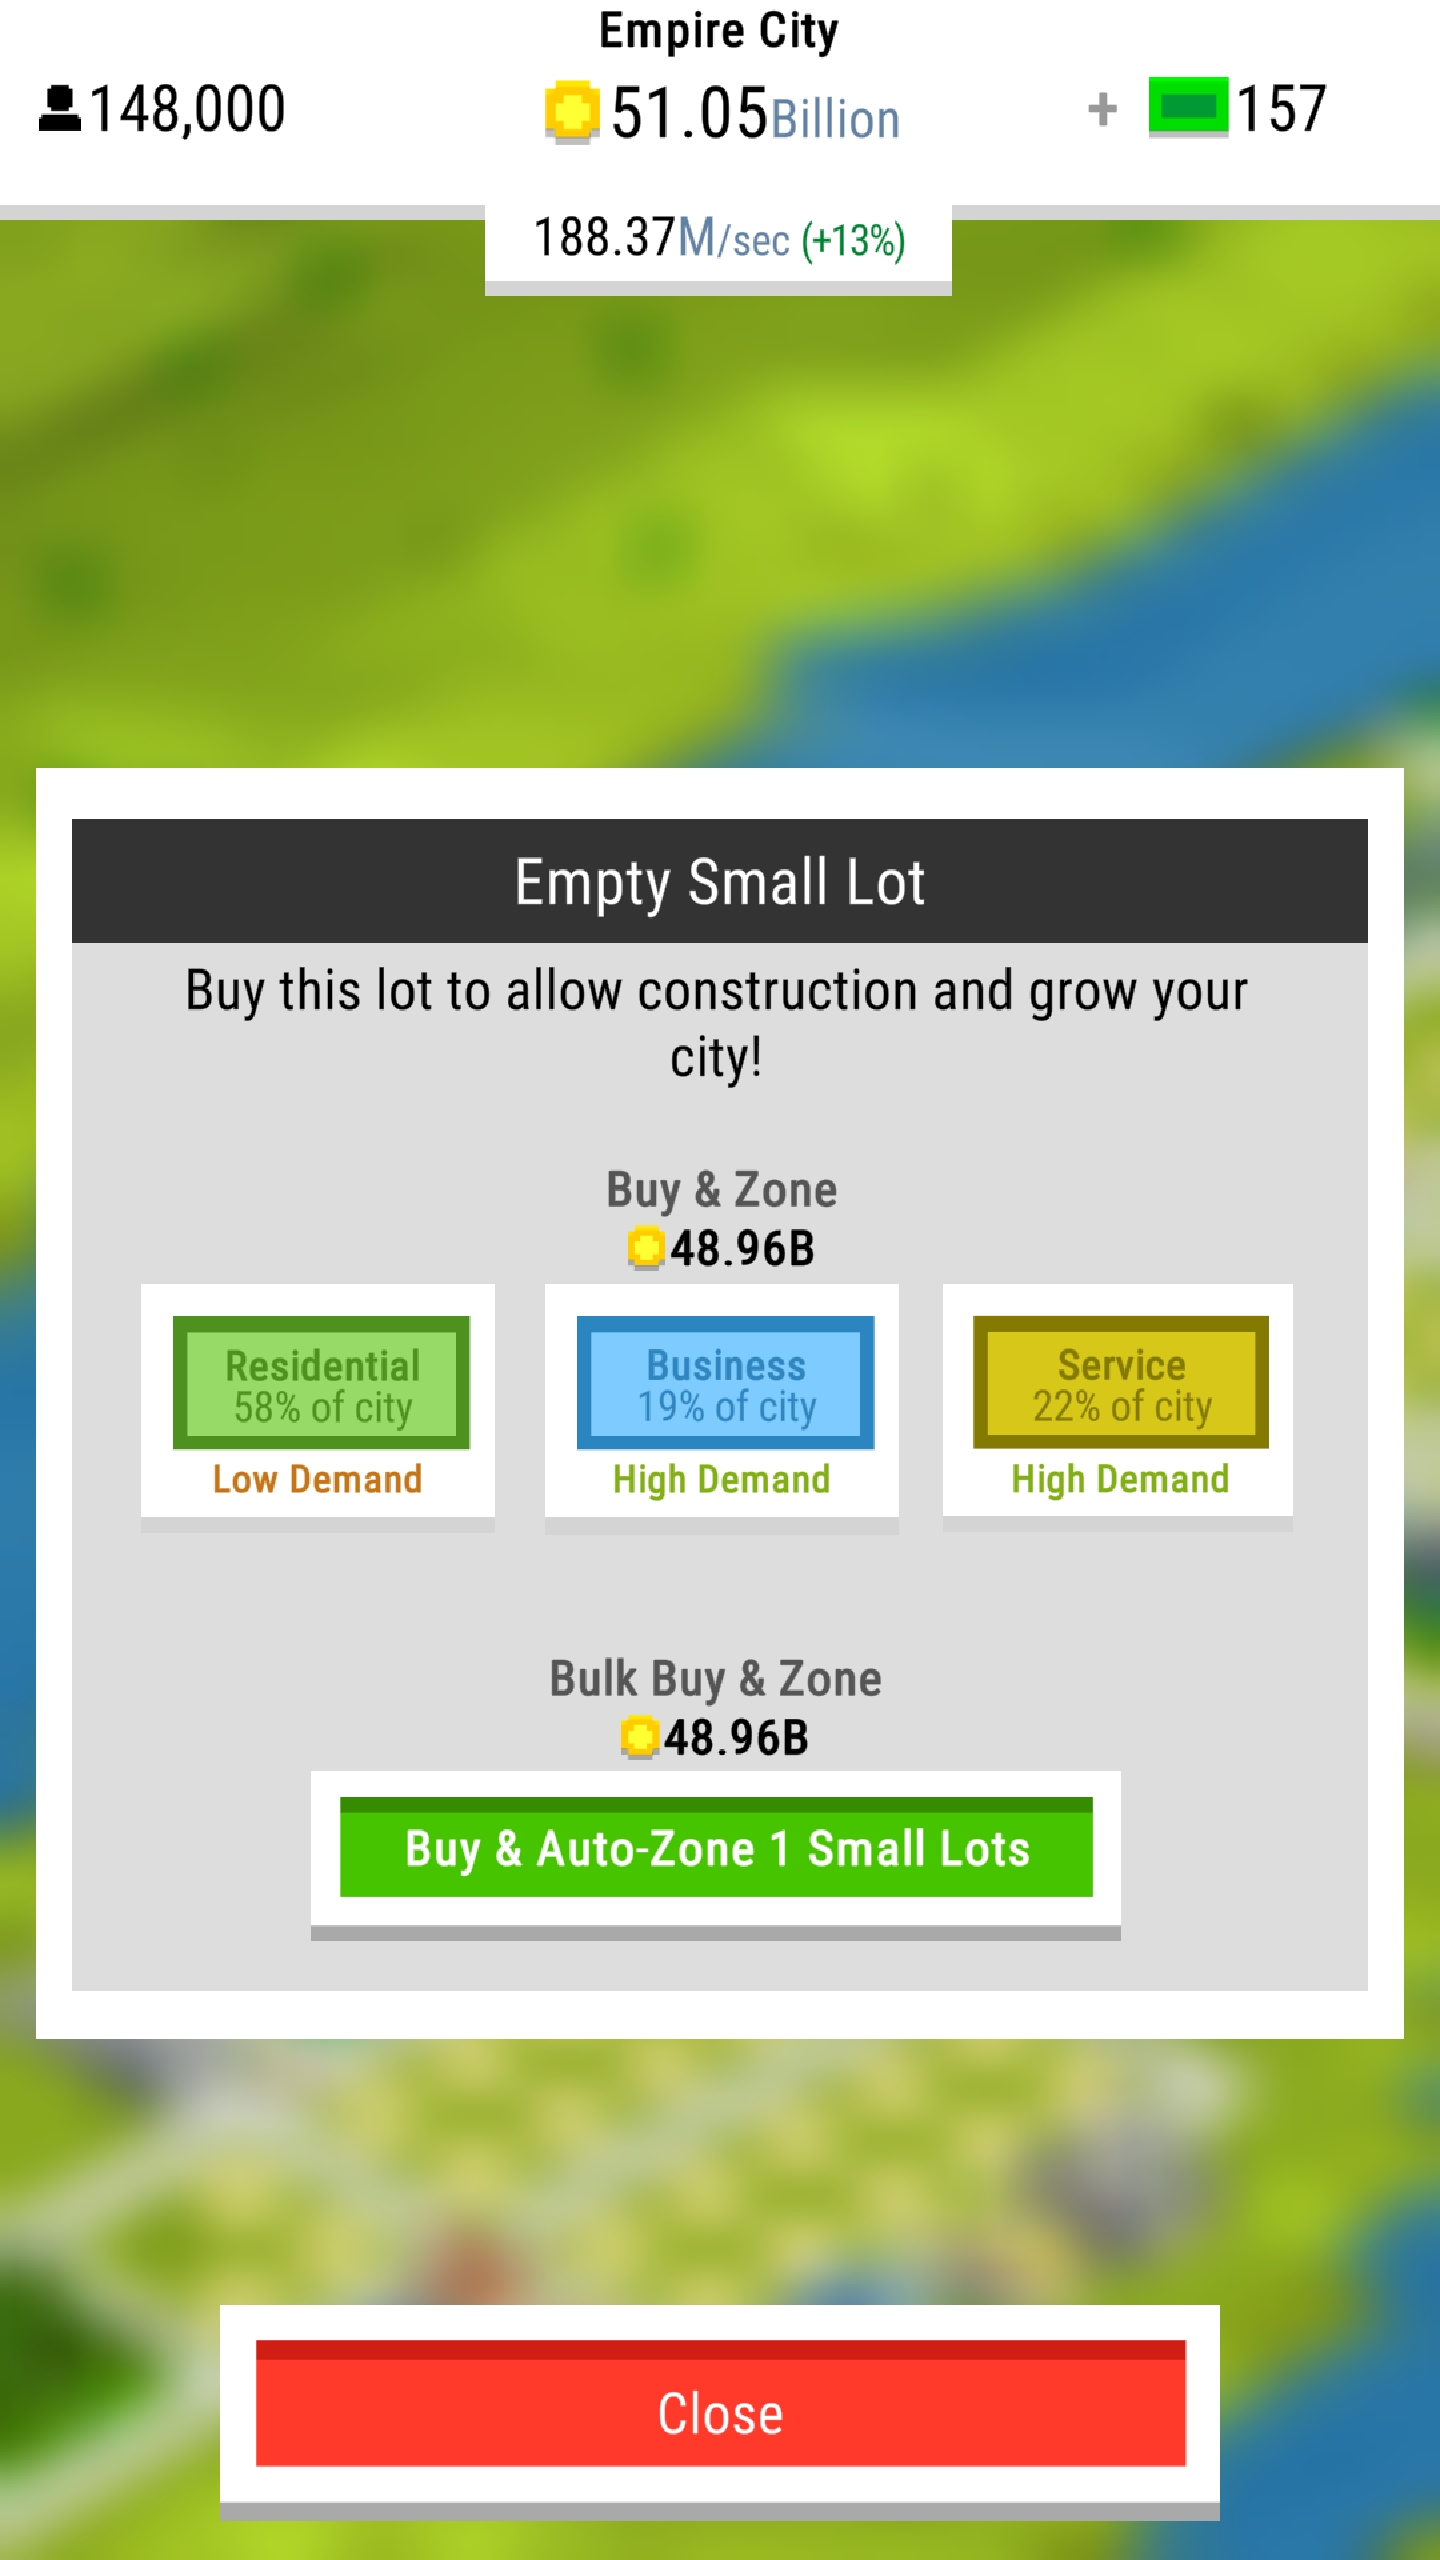 Empire City
148,000
51.05Billion
+ 157
188.37M/sec (+13%)
Empty Small Lot
Buy this lot to allow construction and grow your
city!
Buy & Zone
48.96B
Residential
58% of city
Low Demand
Business
19% of city
High Demand
Service
22% of city
High Demand
Bulk Buy & Zone
48.96B
Buy & Auto-Zone 1 Small Lots
Close